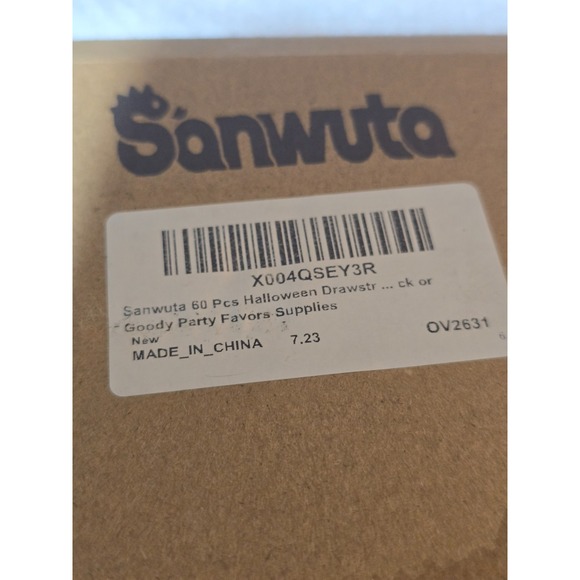 Sanwuta
X004QSEY3R
Sanwuta 60 Pcs Halloween Drawstr ... ck or
Goody Party Favors Supplies
New
MADE_IN_CHINA 7.23
OV2631